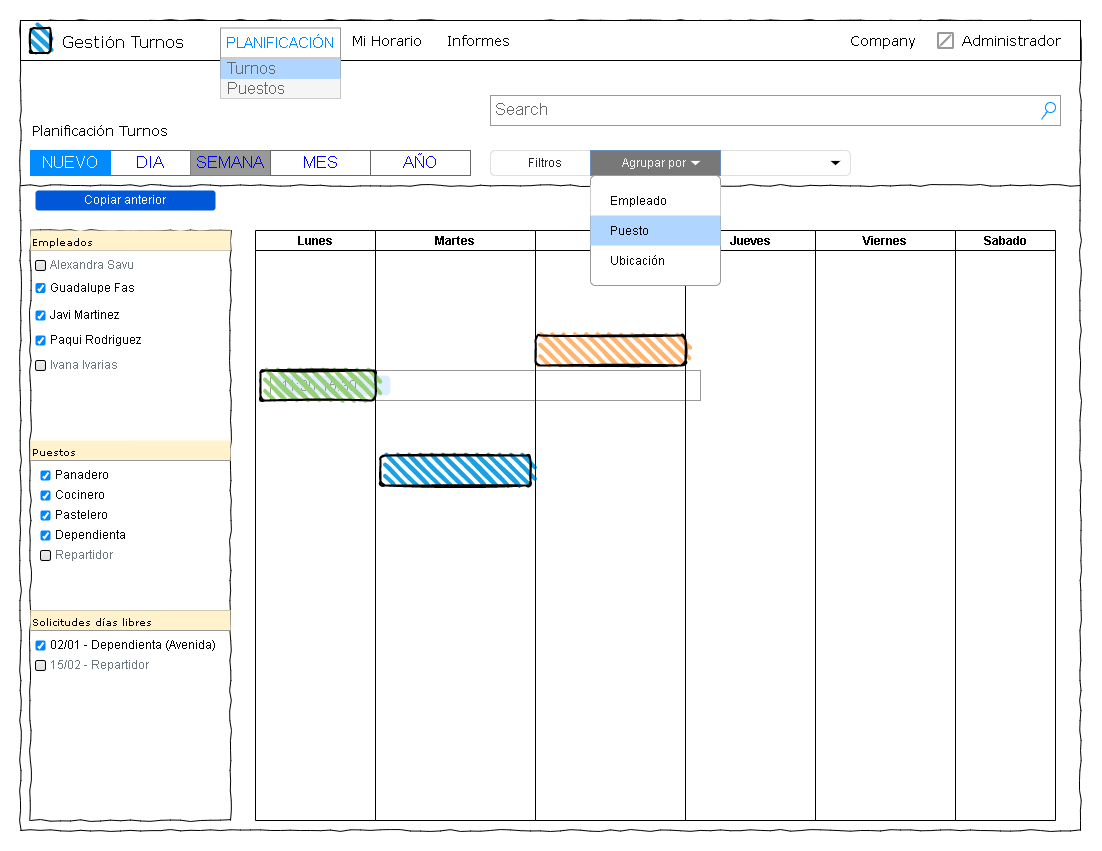 Gestión Turnos
PLANIFICACIÓN
Mi Horario
Informes
Company
Administrador
Turnos
Puestos
Search
Planificación Turnos
NUEVO
DIA
SEMANA
MES
AÑO
Filtros
Agrupar por
Empleado
Puesto
Ubicación
Copiar anterior
Empleados
Alexandra Savu
Guadalupe Fas
Javi Martinez
Paqui Rodriguez
Ivana Ivarias
Puestos
Panadero
Cocinero
Pastelero
Dependienta
Repartidor
Solicitudes días libres
02/01 - Dependienta (Avenida)
15/02 - Repartidor
Lunes
Martes
Jueves
Viernes
Sabado